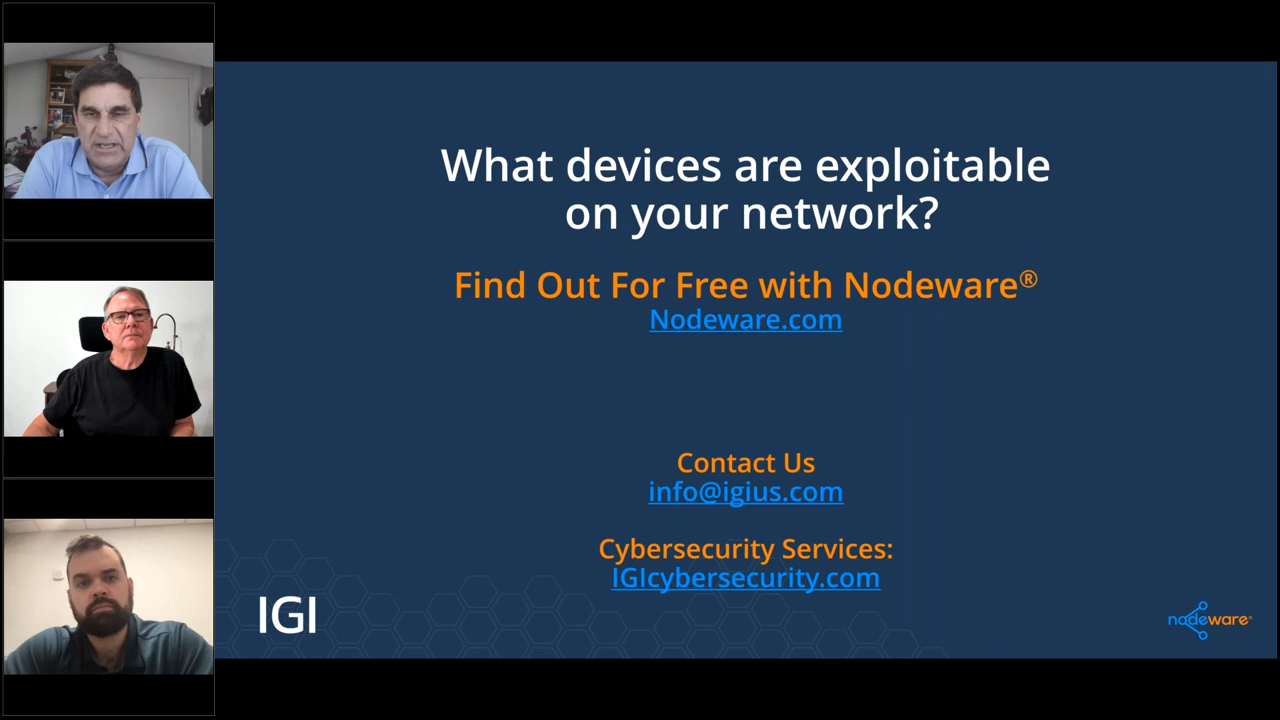 What devices are exploitable
on your network?
Find Out For Free with Nodeware®
Nodeware.com
Contact Us
info@igius.com
Cybersecurity Services:
IGIcybersecurity.com
IGI
nodeware®